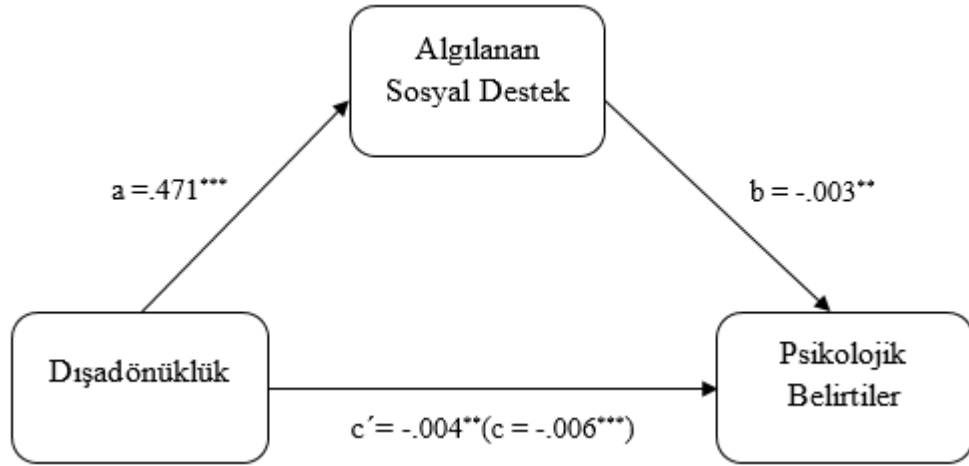 Algılanan
Sosyal Destek
a =.471***
b = -.003**
Dışadönüklük
Psikolojik
Belirtiler
c´= -.004**(c = -.006***)